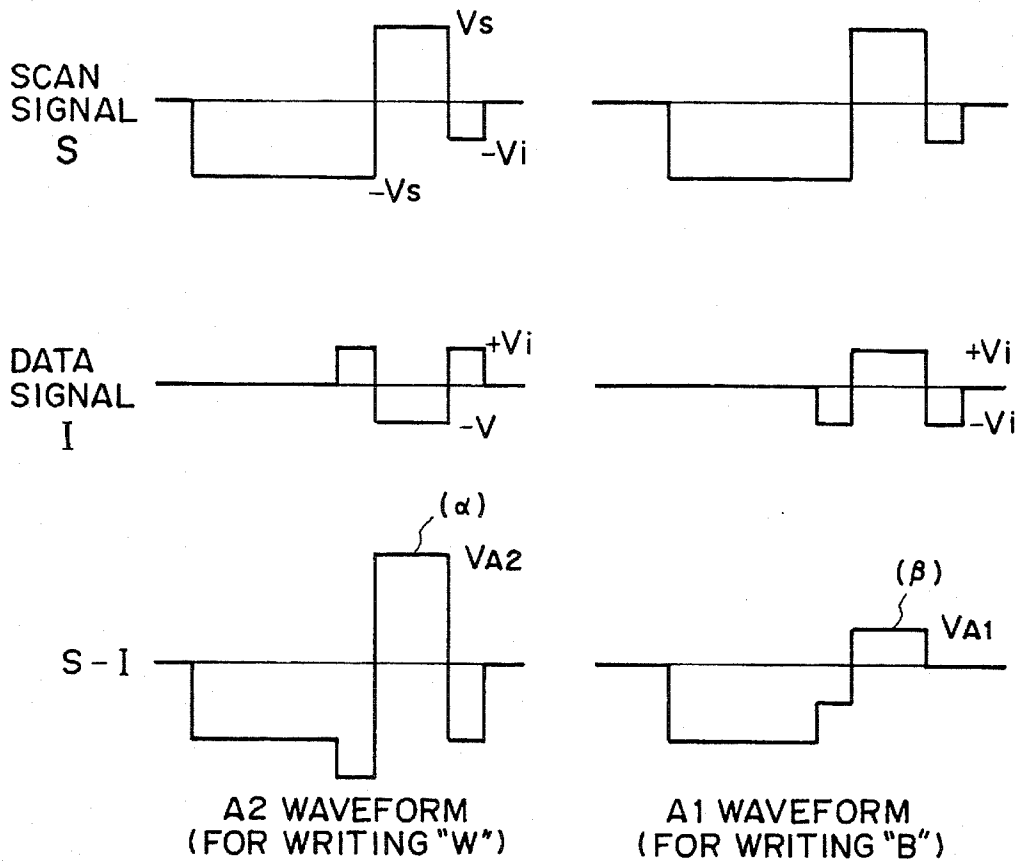 Vs
SCAN
SIGNAL
S
-Vi
-Vs
DATA
SIGNAL
I
+Vi
-V
+Vi
-Vi
(α)
VA2
(β)
VA1
S-I
A2 WAVEFORM
(FOR WRITING "W")
A1 WAVEFORM
(FOR WRITING "B")